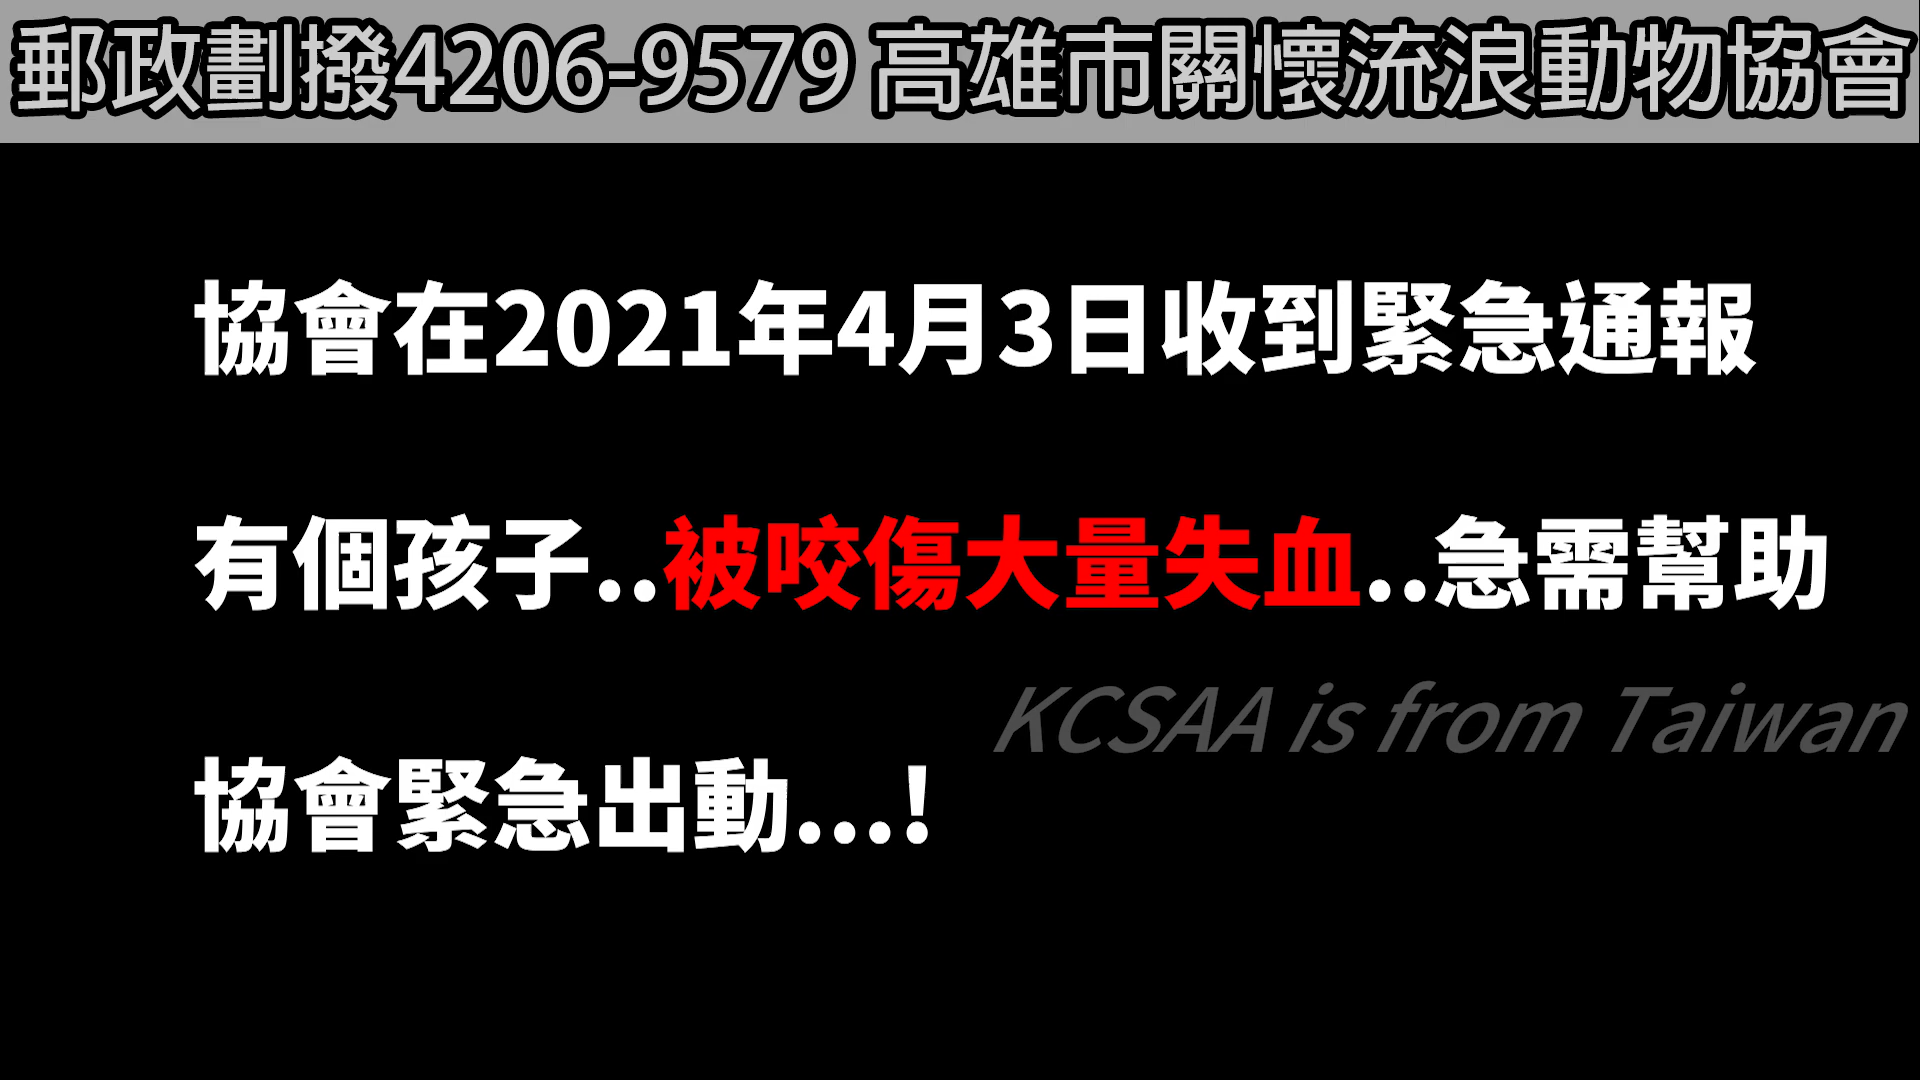 郵政劃撥4206-9579 高雄市關懷流浪動物協會
協會在2021年4月3日收到緊急通報
有個孩子..被咬傷大量失血..急需幫助
KCSAA is from Taiwan
協會緊急出動...!